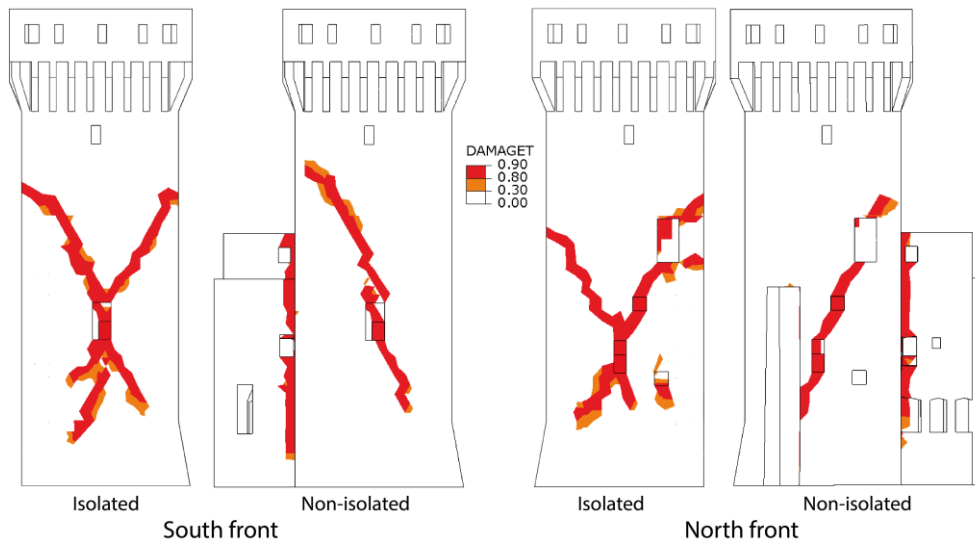 DAMAGET
0.90
0.80
0.30
0.00
Isolated
Non-isolated
Isolated
Non-isolated
South front
North front